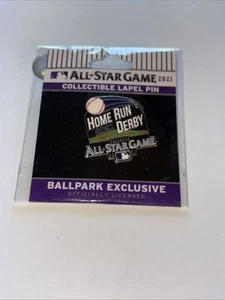 ALL★STAR GAME 2021
COLLECTIBLE LAPEL PIN
HOME RUN
DERBY
ALL★STAR GAME
BALLPARK EXCLUSIVE
OFFICIALLY LICENSED